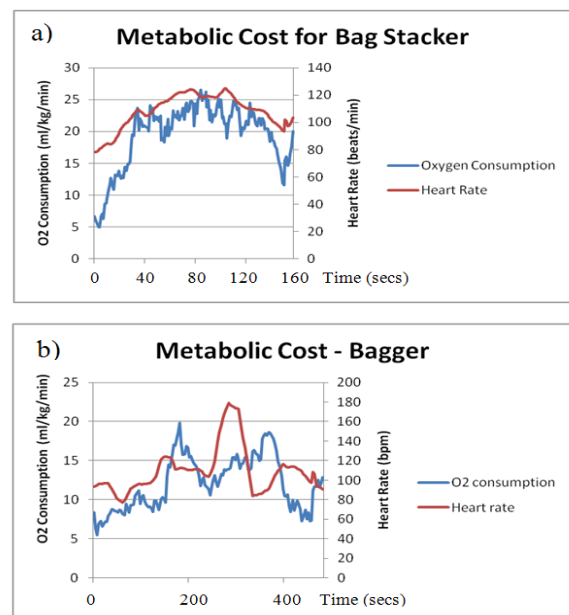 a)
Metabolic Cost for Bag Stacker
O2 Consumption (ml/kg/min)
30
25
20
15
10
5
0
140
120
100
80
60
40
20
0
Heart Rate (beats/min)
Oxygen Consumption
Heart Rate
0 40 80 120 160 Time (secs)
b)
Metabolic Cost - Bagger
O2 Consumption (ml/kg/min)
25
20
15
10
5
0
200
180
160
140
120
100
80
60
40
20
0
Heart Rate (bpm)
O2 consumption
Heart rate
0 200 400 Time (secs)